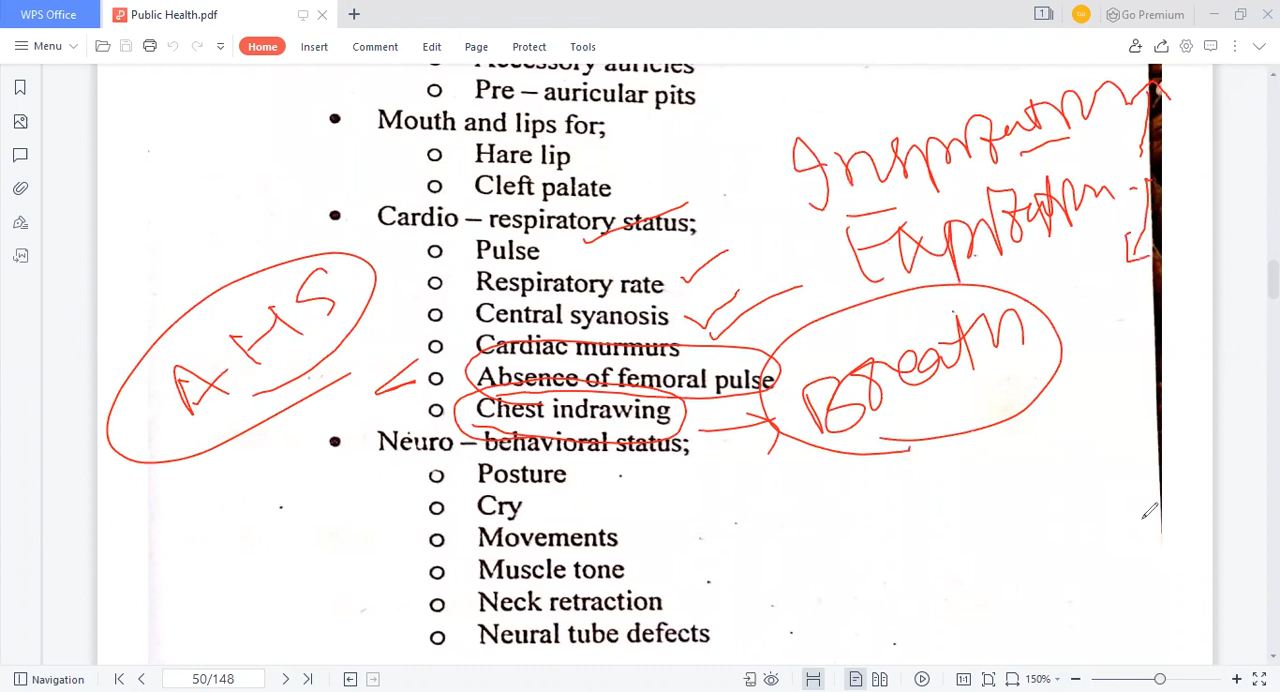 WPS Office
Public Health.pdf
Go Premium
Menu
Home
Insert
Comment
Edit
Page
Protect
Tools
Accessory auricles
Pre – auricular pits
Mouth and lips for;
Hare lip
Cleft palate
Cardio – respiratory status;
Pulse
Respiratory rate
Central syanosis
Cardiac murmurs
Absence of femoral pulse
Chest indrawing
Neuro – behavioral status;
Posture
Cry
Movements
Muscle tone
Neck retraction
Neural tube defects
Breath
Navigation
50/148
150%